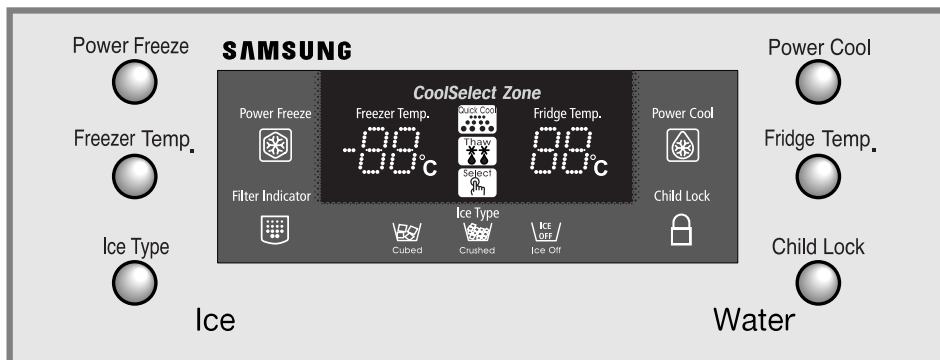 Power Freeze
SAMSUNG
Power Cool
CoolSelect Zone
Power Freeze
Freezer Temp.
Quick Cool
Fridge Temp.
Power Cool
-88°C
88°C
Freezer Temp.
Thaw
Fridge Temp.
Select
Filter Indicator
Child Lock
Ice Type
Ice Type
ICE
OFF
Child Lock
Cubed
Crushed
Ice Off
Ice
Water